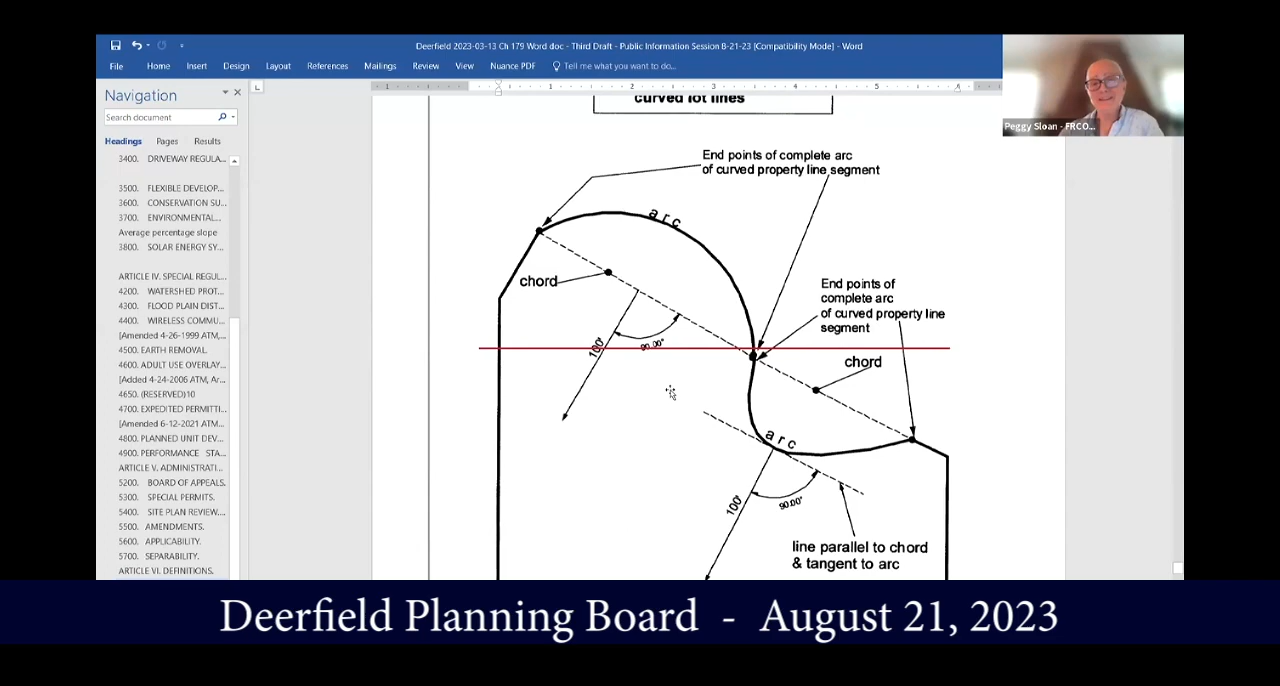 Deerfield 2023-03-13 Ch 179 Word doc - Third Draft - Public Information Session 8-21-23 [Compatibility Mode] - Word
File Home Insert Design Layout References Mailings Review View Nuance PDF Tell me what you want to do...
Navigation
Search document
Headings Pages Results
3400. DRIVEWAY REGULA...
3500. FLEXIBLE DEVELOP...
3600. CONSERVATION SU...
3700. ENVIRONMENTAL...
Average percentage slope
3800. SOLAR ENERGY SY...
ARTICLE IV. SPECIAL REGUL...
4200. WATERSHED PROT...
4300. FLOOD PLAIN DIST...
4400. WIRELESS COMMU...
[Amended 4-26-1999 ATM,...
4500. EARTH REMOVAL.
4600. ADULT USE OVERLAY...
[Added 4-24-2006 ATM, Ar...
4650. (RESERVED)10
4700. EXPEDITED PERMITTI...
[Amended 6-12-2021 ATM...
4800. PLANNED UNIT DEV...
4900. PERFORMANCE STA...
ARTICLE V. ADMINISTRATI...
5200. BOARD OF APPEALS.
5300. SPECIAL PERMITS.
5400. SITE PLAN REVIEW....
5500. AMENDMENTS.
5600. APPLICABILITY.
5700. SEPARABILITY.
ARTICLE VI. DEFINITIONS.
1 1 2 3 4 5 6
curved lot lines
End points of complete arc
of curved property line segment
arc
chord
100'
90.00°
End points of
complete arc
of curved property line
segment
chord
arc
100'
90.00°
line parallel to chord
& tangent to arc
Peggy Sloan - FRCO...
Deerfield Planning Board - August 21, 2023